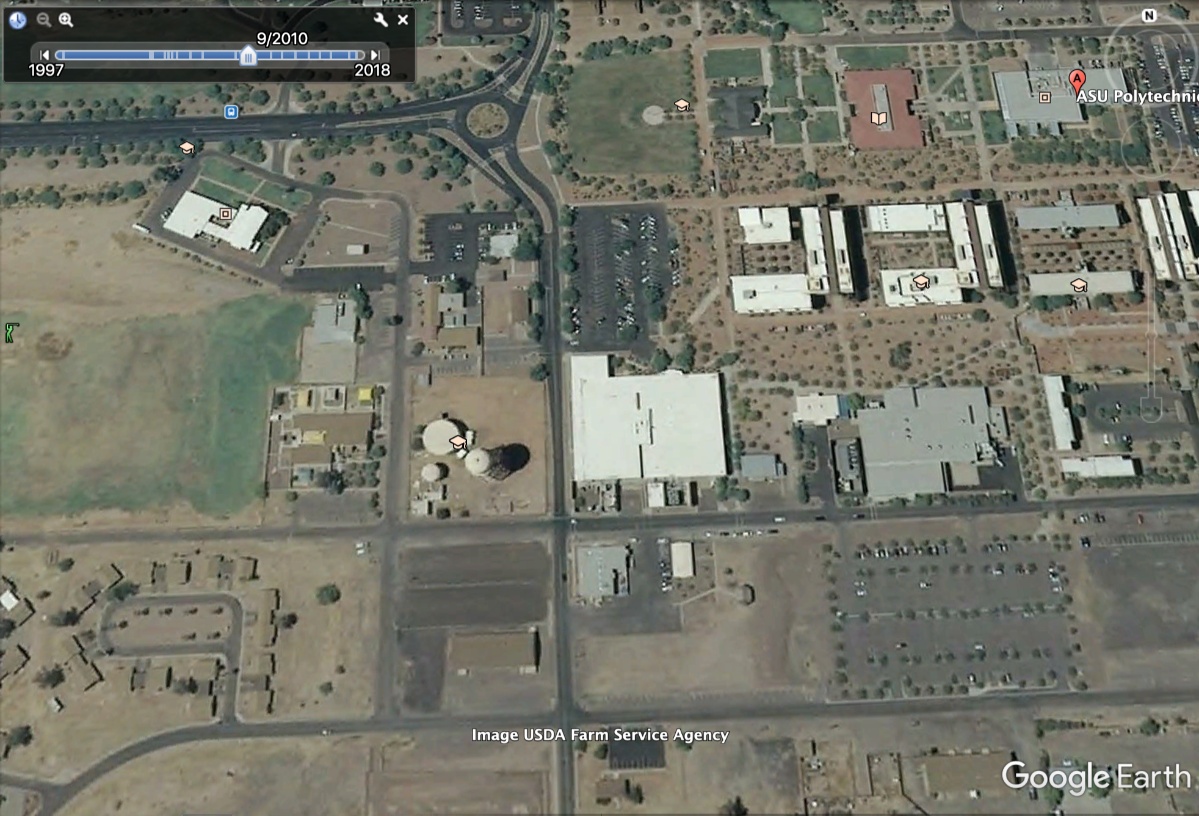 9/2010
1997
2018
N
A
ASU Polytechnic
Image USDA Farm Service Agency
Google Earth